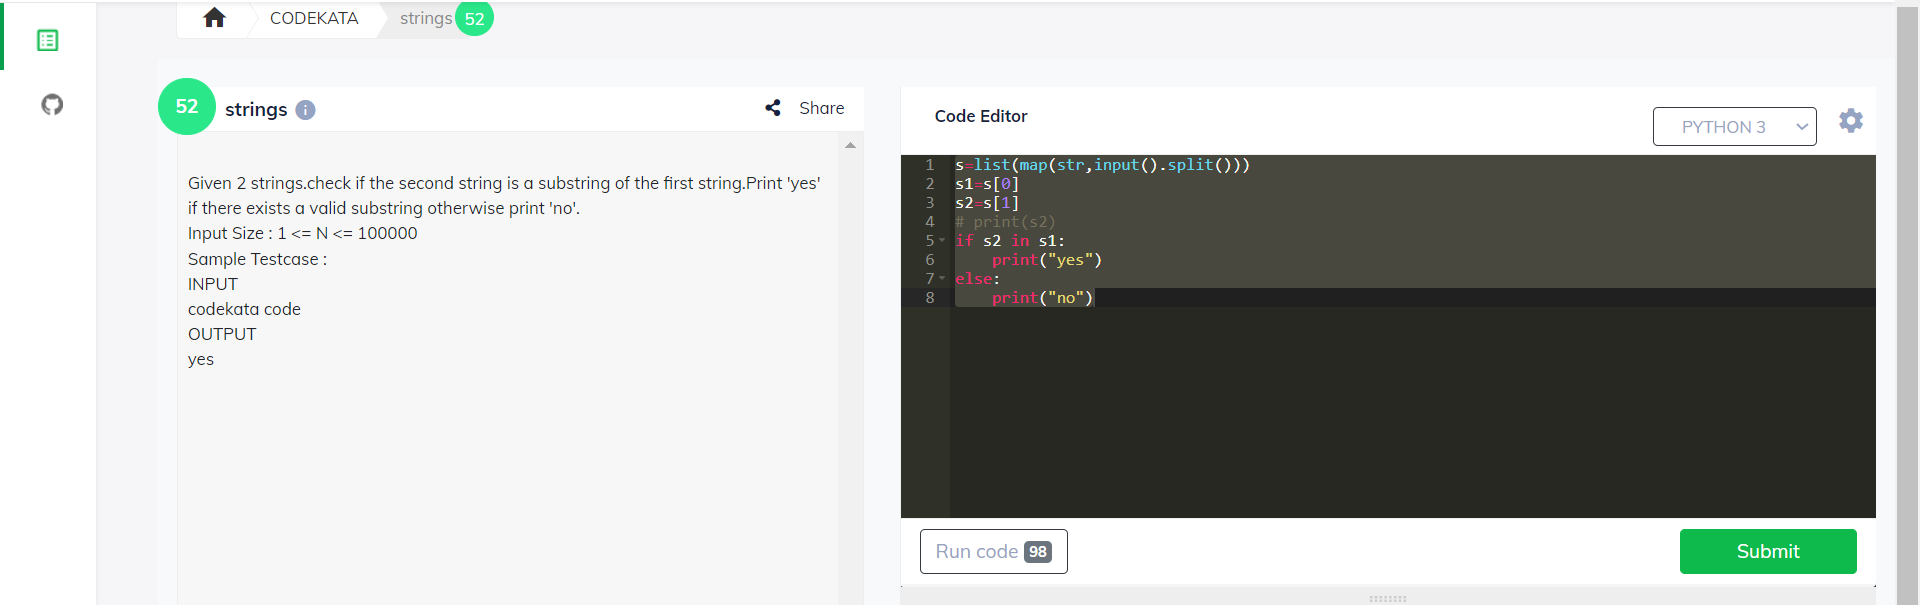 CODEKATA
strings 52
52 strings
Share
Given 2 strings.check if the second string is a substring of the first string.Print 'yes'
if there exists a valid substring otherwise print 'no'.
Input Size : 1 <= N <= 100000
Sample Testcase :
INPUT
codekata code
OUTPUT
yes
Code Editor
PYTHON 3
1 s=list(map(str,input().split()))
2 s1=s[0]
3 s2=s[1]
4 # print(s2)
5 if s2 in s1:
6     print("yes")
7 else:
8     print("no")
Run code 98
Submit